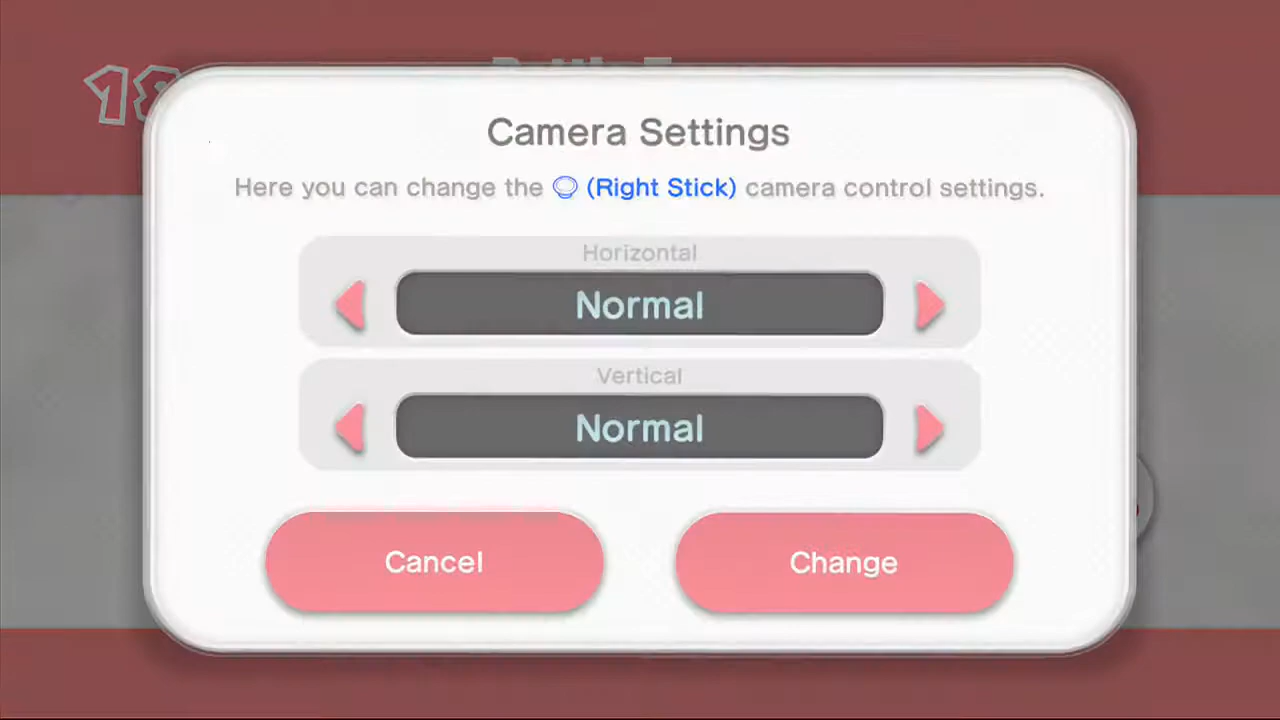 Camera Settings
Here you can change the (Right Stick) camera control settings.
Horizontal
Normal
Vertical
Normal
Cancel
Change